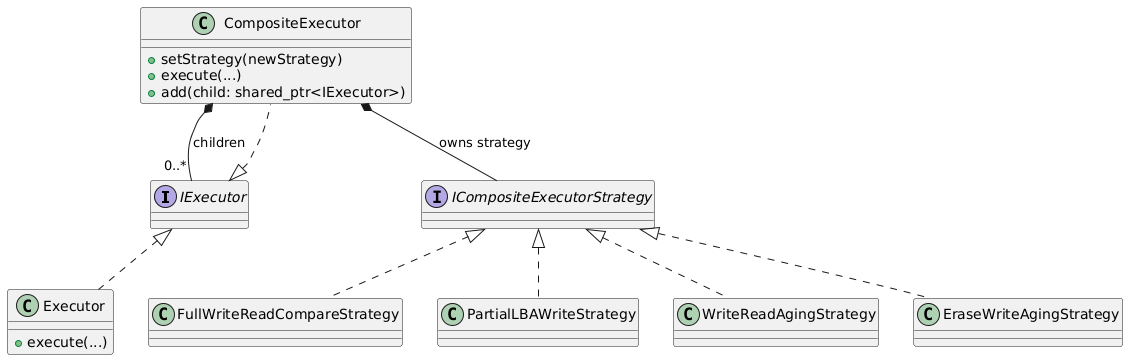 C CompositeExecutor
setStrategy(newStrategy)
execute(...)
add(child: shared_ptr<IExecutor>)
children
owns strategy
0..*
I IExecutor
I ICompositeExecutorStrategy
C Executor
execute(...)
C FullWriteReadCompareStrategy
C PartialLBAWriteStrategy
C WriteReadAgingStrategy
C EraseWriteAgingStrategy